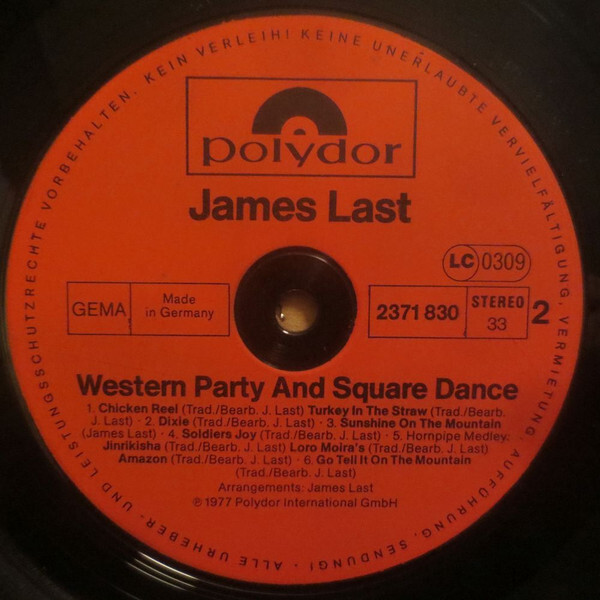 ALLE URHEBER- UND LEISTUNGSSCHUTZRECHTE VORBEHALTEN. KEIN VERLEIH! KEINE UNERLAUBTE VERVIELFÄLTIGUNG, VERMIETUNG, AUFFÜHRUNG, SENDUNG!
polydor
James Last
LC 0309
GEMA
Made
in Germany
2371 830
STEREO
33
2
Western Party And Square Dance
1. Chicken Reel (Trad./Bearb. J. Last) Turkey In The Straw (Trad./Bearb.
J. Last) · 2. Dixie (Trad./Bearb. J. Last) · 3. Sunshine On The Mountain
(James Last) · 4. Soldiers Joy (Trad./Bearb. J. Last) · 5. Hornpipe Medley:
Jinrikisha (Trad./Bearb. J. Last) Loro Moira's (Trad./Bearb. J. Last)
Amazon (Trad./Bearb. J. Last) · 6. Go Tell It On The Mountain
(Trad./Bearb. J. Last)
Arrangements: James Last
℗ 1977 Polydor International GmbH